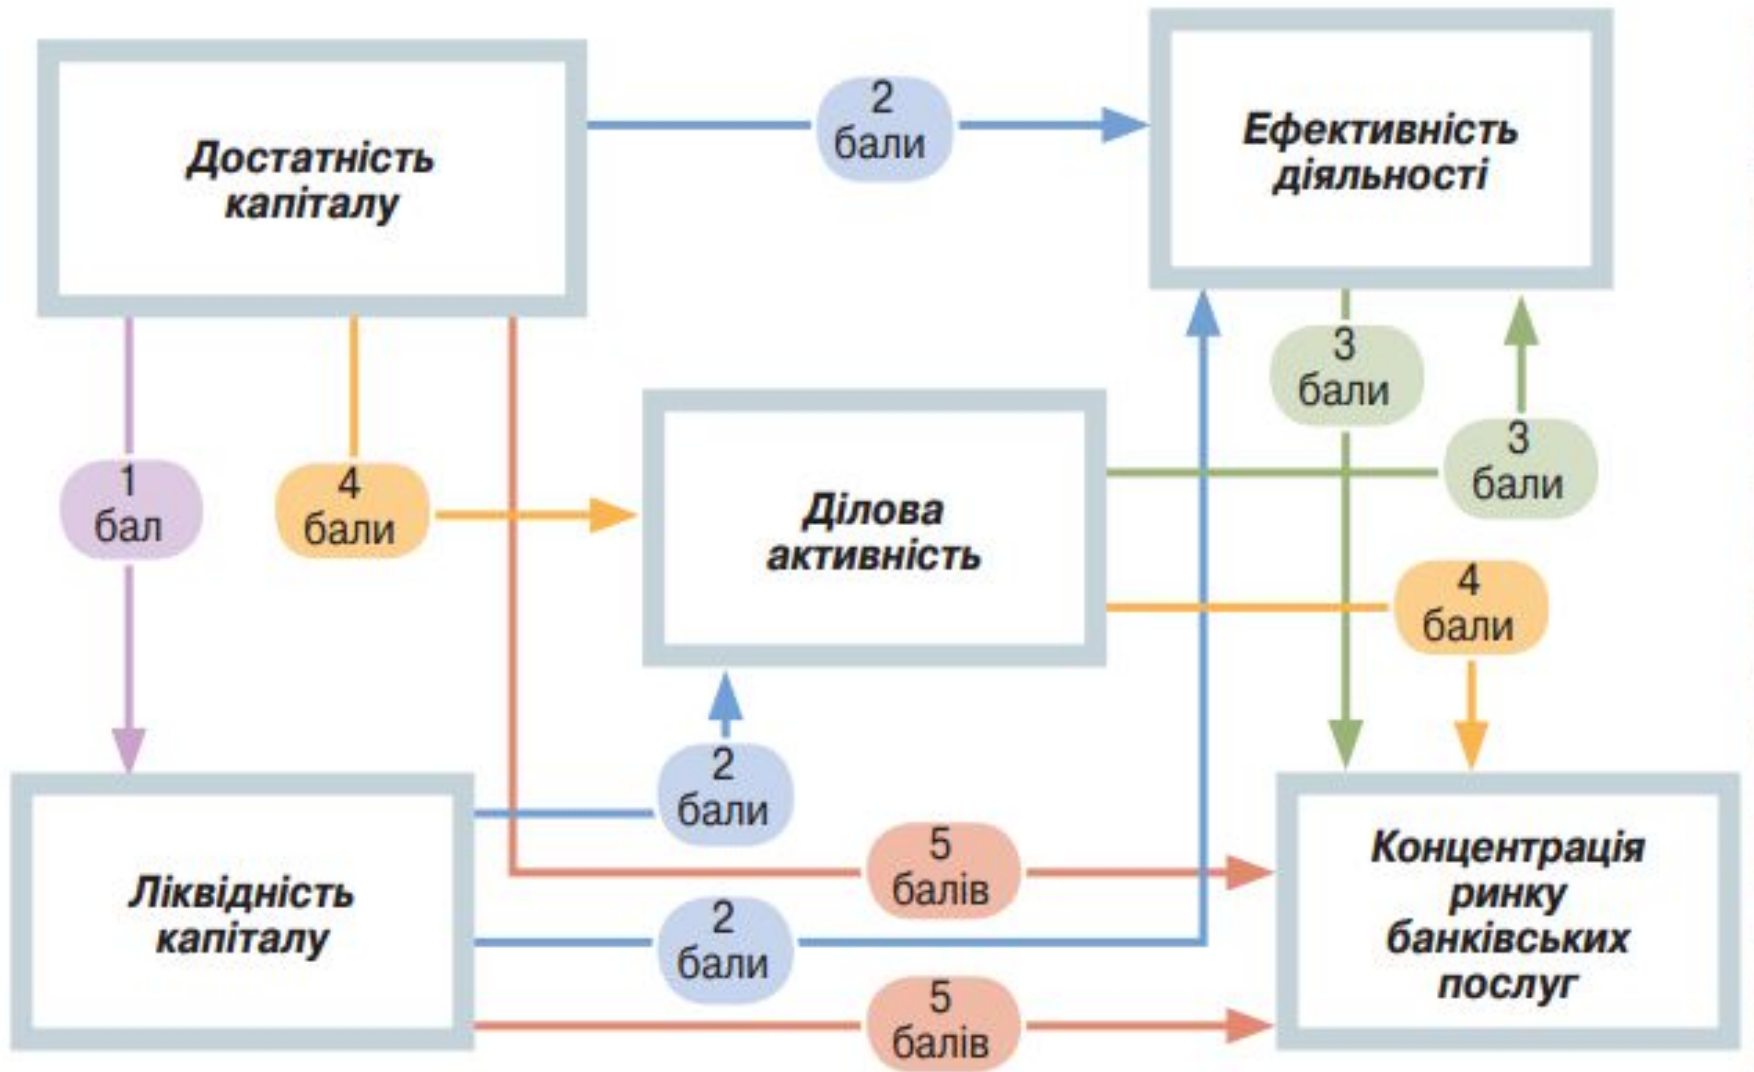 Достатність
капіталу
2
бали
Ефективність
діяльності
3
бали
3
бали
1
бал
4
бали
Ділова
активність
4
бали
2
бали
5
балів
Ліквідність
капіталу
2
бали
5
балів
Концентрація
ринку
банківських
послуг